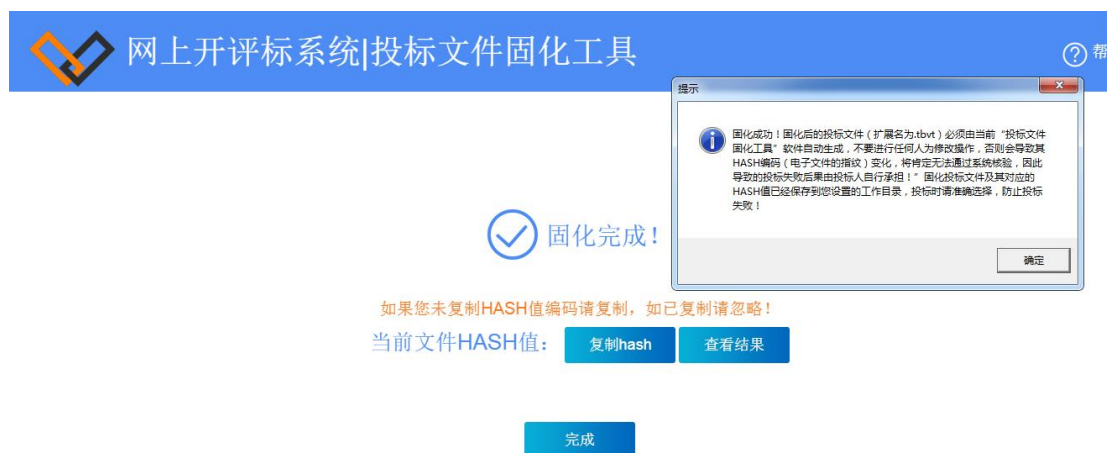 网上开评标系统|投标文件固化工具
帮
提示
固化成功！固化后的投标文件（扩展名为.tbvt）必须由当前“投标文件
固化工具”软件自动生成，不要进行任何人为修改操作，否则会导致其
HASH编码（电子文件的指纹）变化，将肯定无法通过系统核验，因此
导致的投标失败后果由投标人自行承担！”固化投标文件及其对应的
HASH值已经保存到您设置的工作目录，投标时请准确选择，防止投标
失败！
确定
固化完成！
如果您未复制HASH值编码请复制，如已复制请忽略！
当前文件HASH值：
复制hash
查看结果
完成